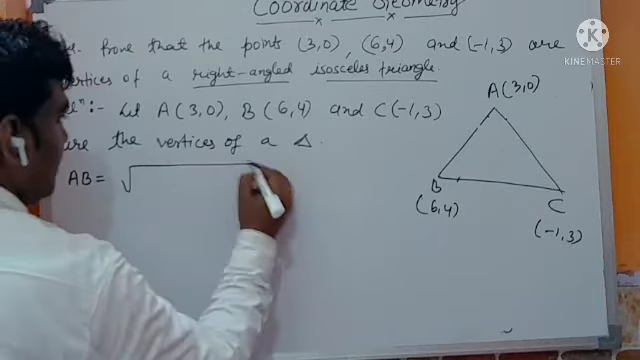 Coordinate Geometry
Prove that the points (3,0), (6,4) and (-1,3) are
vertices of a right-angled isosceles triangle.
:- Let A(3,0), B(6,4) and C(-1,3)
are the vertices of a Δ.
AB = √
A(3,0)
B
(6,4)
C
(-1,3)
KINEMASTER